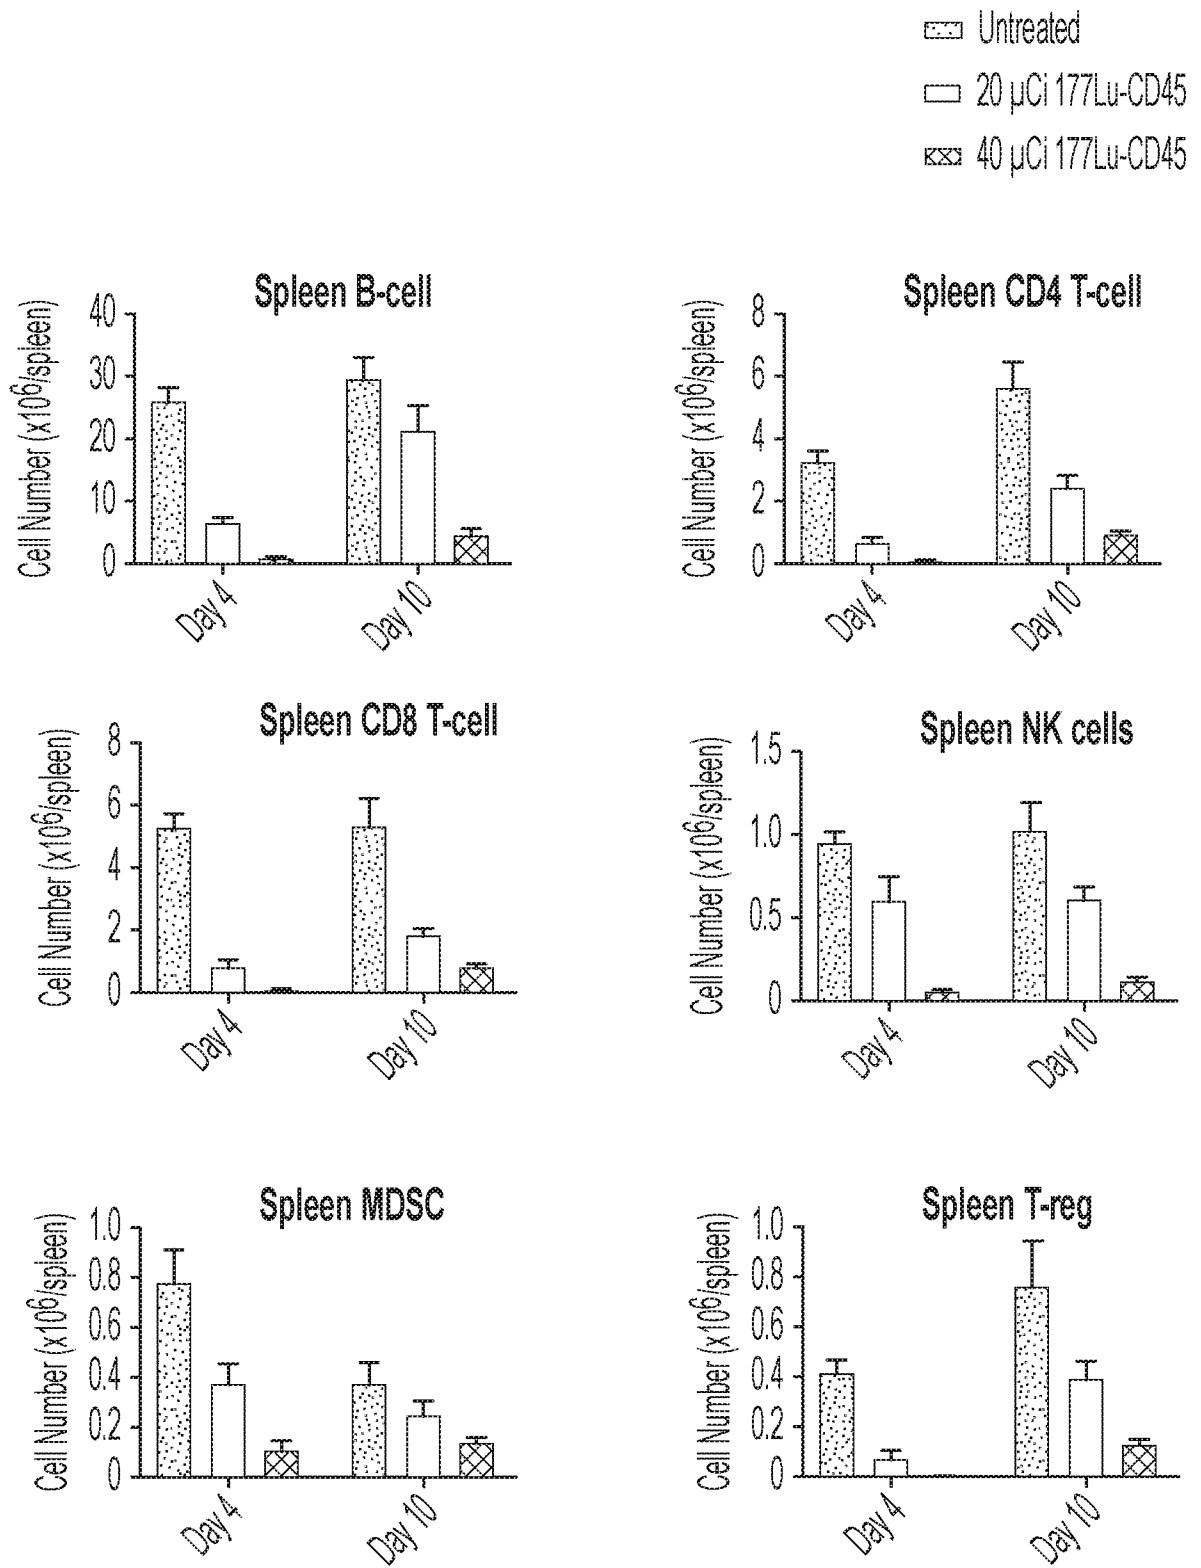 Untreated
20 µCi 177Lu-CD45
40 µCi 177Lu-CD45
Spleen B-cell
Cell Number (x10⁶/spleen)
40
30
20
10
0
Day 4
Day 10
Spleen CD4 T-cell
Cell Number (x10⁶/spleen)
8
6
4
2
0
Day 4
Day 10
Spleen CD8 T-cell
Cell Number (x10⁶/spleen)
8
6
4
2
0
Day 4
Day 10
Spleen NK cells
Cell Number (x10⁶/spleen)
1.5
1.0
0.5
0
Day 4
Day 10
Spleen MDSC
Cell Number (x10⁶/spleen)
1.0
0.8
0.6
0.4
0.2
0
Day 4
Day 10
Spleen T-reg
Cell Number (x10⁶/spleen)
1.0
0.8
0.6
0.4
0.2
0
Day 4
Day 10